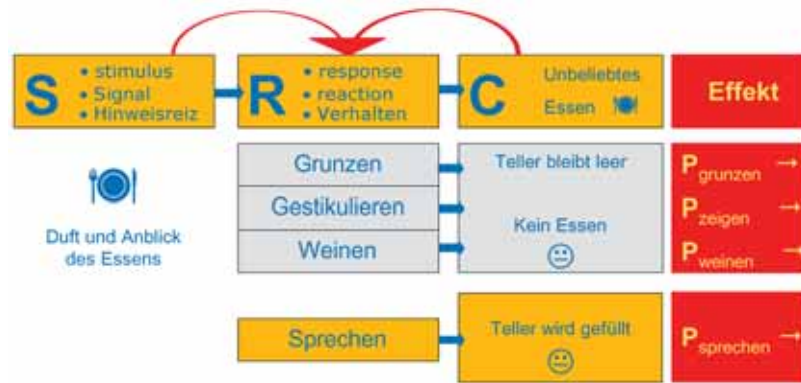 S
• stimulus
• Signal
• Hinweisreiz
R
• response
• reaction
• Verhalten
C
Unbeliebtes
Essen
Effekt
Duft und Anblick
des Essens
Grunzen
Gestikulieren
Weinen
Teller bleibt leer
Kein Essen
P grunzen →
P zeigen →
P weinen →
Sprechen
Teller wird gefüllt
P sprechen →